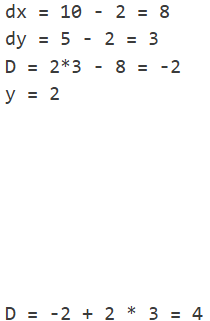 dx = 10 - 2 = 8
dy = 5 - 2 = 3
D = 2*3 - 8 = -2
y = 2
D = -2 + 2 * 3 = 4